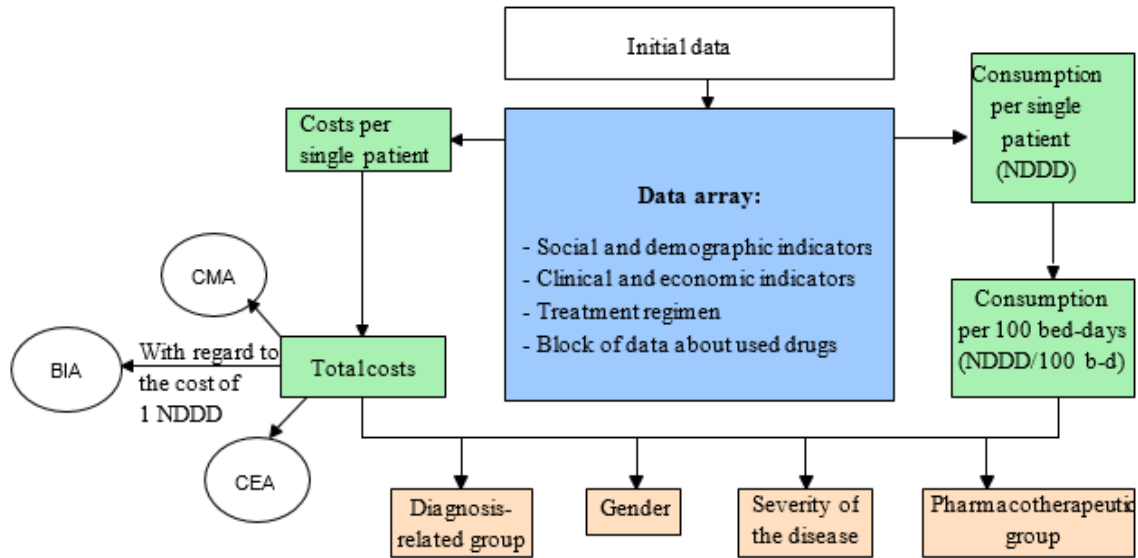 Initial data
Costs per
single patient
Consumption
per single
patient
(NDDD)
Data array:
- Social and demographic indicators
- Clinical and economic indicators
- Treatment regimen
- Block of data about used drugs
CMA
BIA
With regard to
the cost of
1 NDDD
Total costs
CEA
Consumption
per 100 bed-days
(NDDD/100 b-d)
Diagnosis-
related group
Gender
Severity of
the disease
Pharmacotherapeutic
group